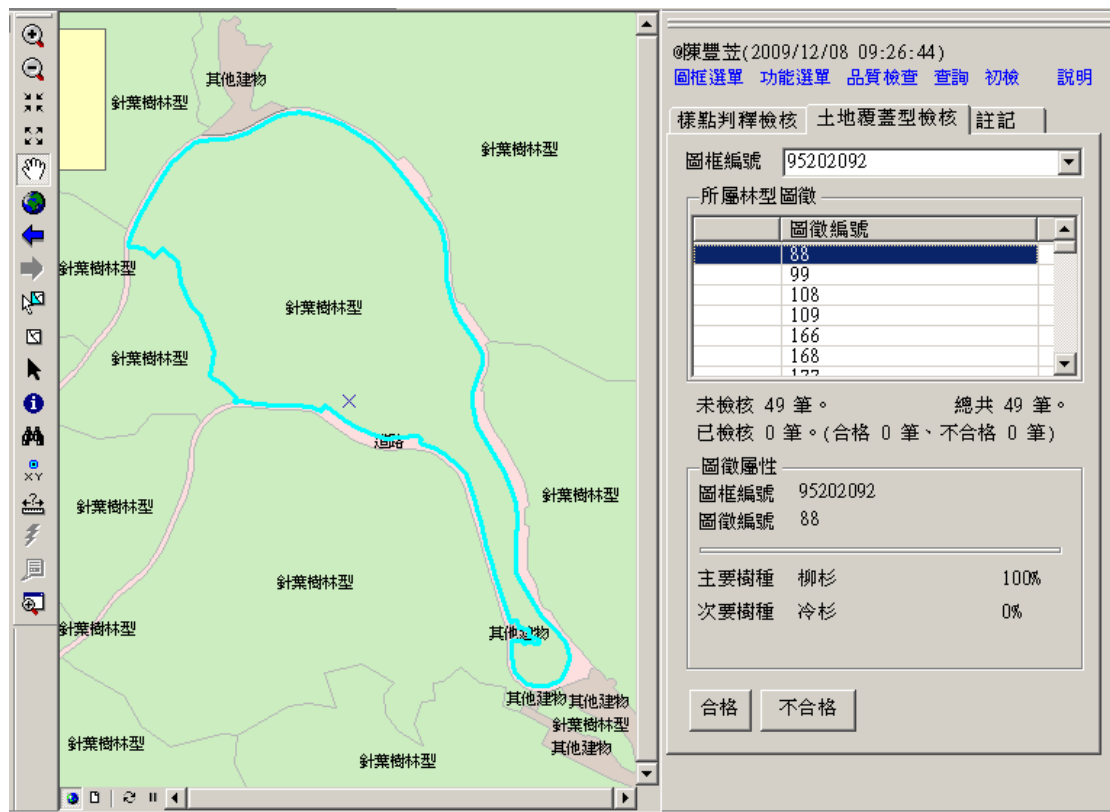 @陳豐苙(2009/12/08 09:26:44)
圖框選單 功能選單 品質檢查 查詢 初檢 說明
樣點判釋檢核 土地覆蓋型檢核 註記
圖框編號 95202092
所屬林型圖徵
圖徵編號
88
99
108
109
166
168
177
未檢核 49 筆。 總共 49 筆。
已檢核 0 筆。(合格 0 筆、不合格 0 筆)
圖徵屬性
圖框編號 95202092
圖徵編號 88
主要樹種 柳杉 100%
次要樹種 冷杉 0%
合格 不合格
其他建物
針葉樹林型
針葉樹林型
針葉樹林型
針葉樹林型
針葉樹林型
道路
針葉樹林型
針葉樹林型
針葉樹林型
針葉樹林型
其他建物
其他建物 其他建物
針葉樹林型
其他建物
針葉樹林型
針葉樹林型
XY